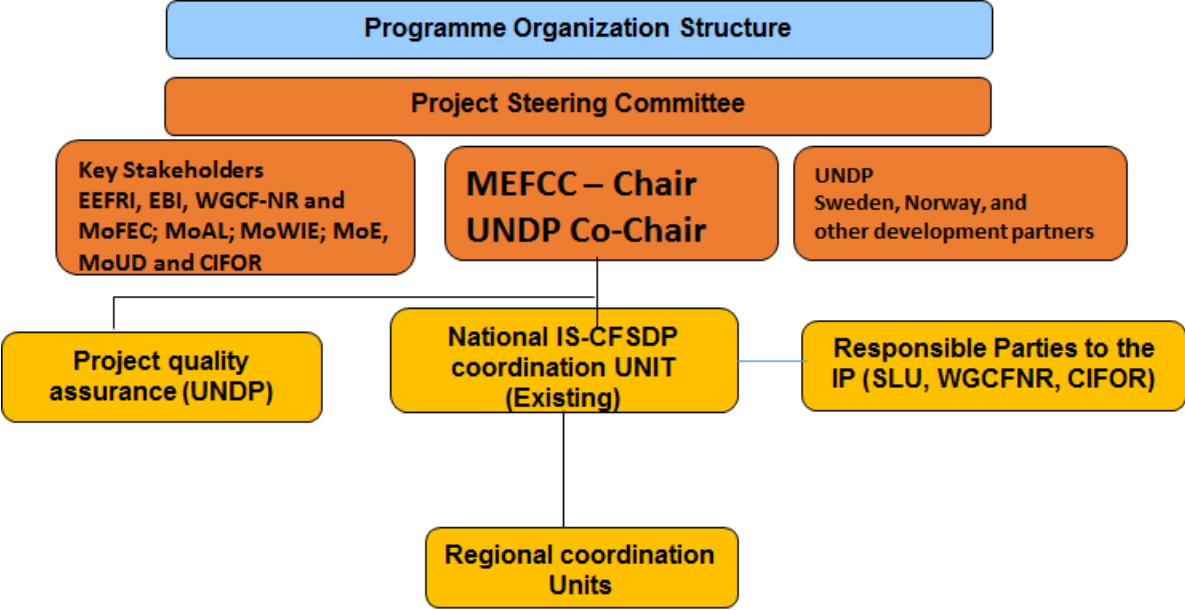 Programme Organization Structure
Project Steering Committee
Key Stakeholders
EEFRI, EBI, WGCF-NR and
MoFEC; MoAL; MoWIE; MoE,
MoUD and CIFOR
MEFCC – Chair
UNDP Co-Chair
UNDP
Sweden, Norway, and
other development partners
Project quality
assurance (UNDP)
National IS-CFSDP
coordination UNIT
(Existing)
Responsible Parties to the
IP (SLU, WGCFNR, CIFOR)
Regional coordination
Units